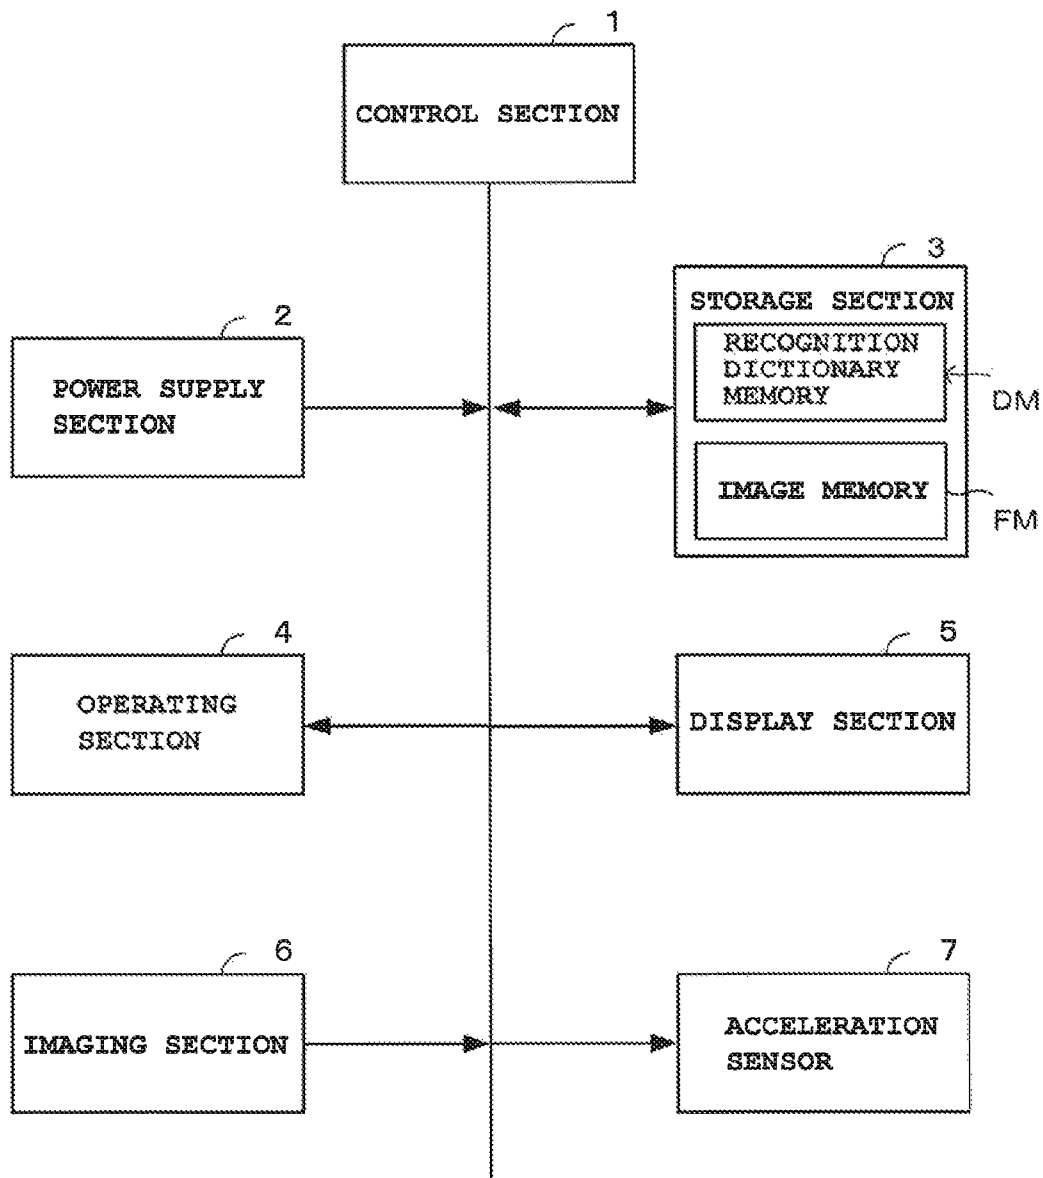 1
CONTROL SECTION
3
STORAGE SECTION
RECOGNITION
DICTIONARY
MEMORY
DM
IMAGE MEMORY
FM
2
POWER SUPPLY
SECTION
4
OPERATING
SECTION
5
DISPLAY SECTION
6
IMAGING SECTION
7
ACCELERATION
SENSOR